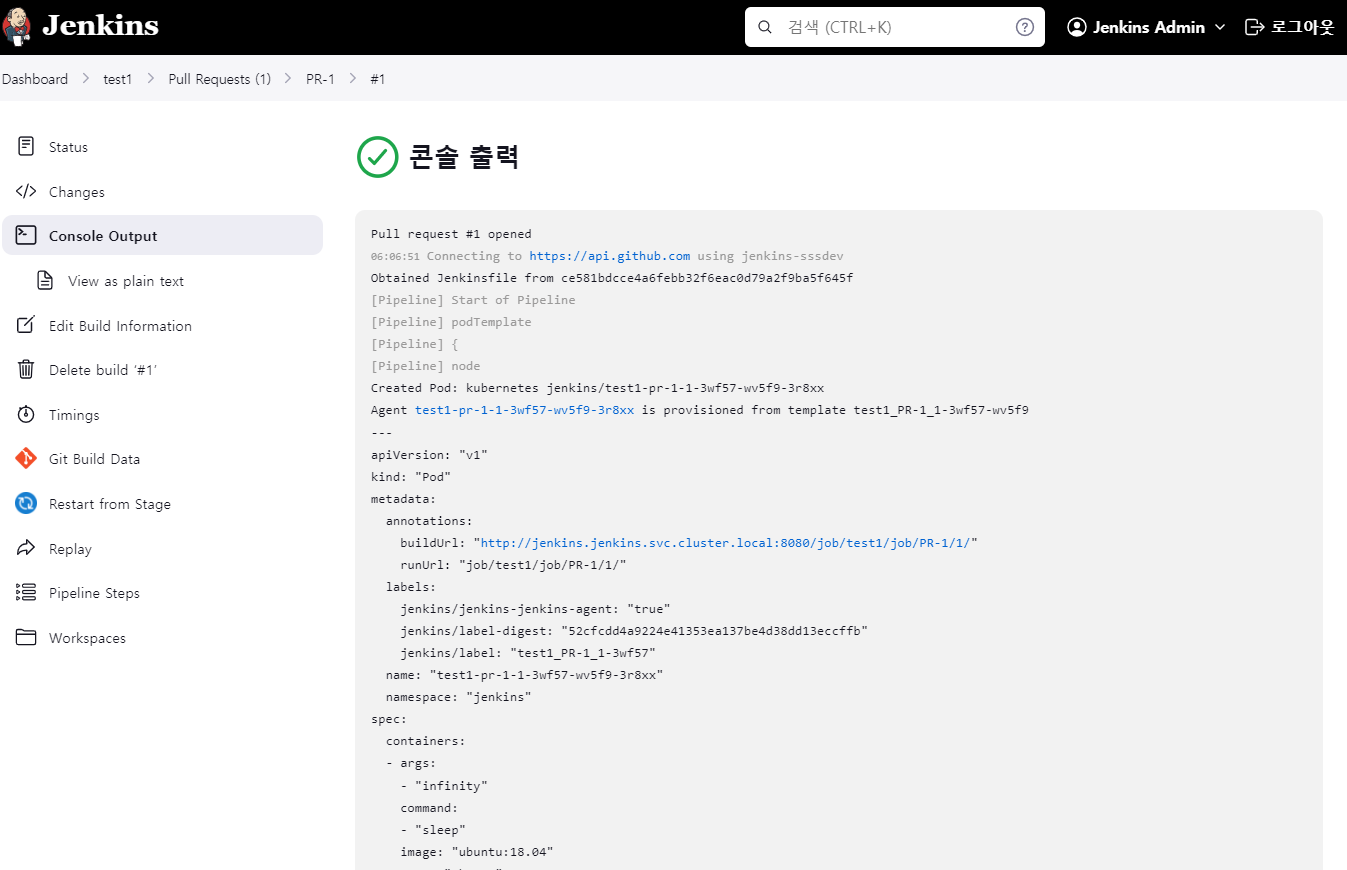 Jenkins
검색 (CTRL+K)
Jenkins Admin
로그아웃
Dashboard > test1 > Pull Requests (1) > PR-1 > #1
Status
Changes
Console Output
View as plain text
Edit Build Information
Delete build ‘#1’
Timings
Git Build Data
Restart from Stage
Replay
Pipeline Steps
Workspaces
콘솔 출력
Pull request #1 opened
06:06:51 Connecting to https://api.github.com using jenkins-sssdev
Obtained Jenkinsfile from ce581bdcce4a6febb32f6eac0d79a2f9ba5f645f
[Pipeline] Start of Pipeline
[Pipeline] podTemplate
[Pipeline] {
[Pipeline] node
Created Pod: kubernetes jenkins/test1-pr-1-1-3wf57-wv5f9-3r8xx
Agent test1-pr-1-1-3wf57-wv5f9-3r8xx is provisioned from template test1_PR-1_1-3wf57-wv5f9
---
apiVersion: "v1"
kind: "Pod"
metadata:
  annotations:
    buildUrl: "http://jenkins.jenkins.svc.cluster.local:8080/job/test1/job/PR-1/1/"
    runUrl: "job/test1/job/PR-1/1/"
  labels:
    jenkins/jenkins-jenkins-agent: "true"
    jenkins/label-digest: "52cfcdd4a9224e41353ea137be4d38dd13eccffb"
    jenkins/label: "test1_PR-1_1-3wf57"
  name: "test1-pr-1-1-3wf57-wv5f9-3r8xx"
  namespace: "jenkins"
spec:
  containers:
  - args:
    - "infinity"
    command:
    - "sleep"
    image: "ubuntu:18.04"